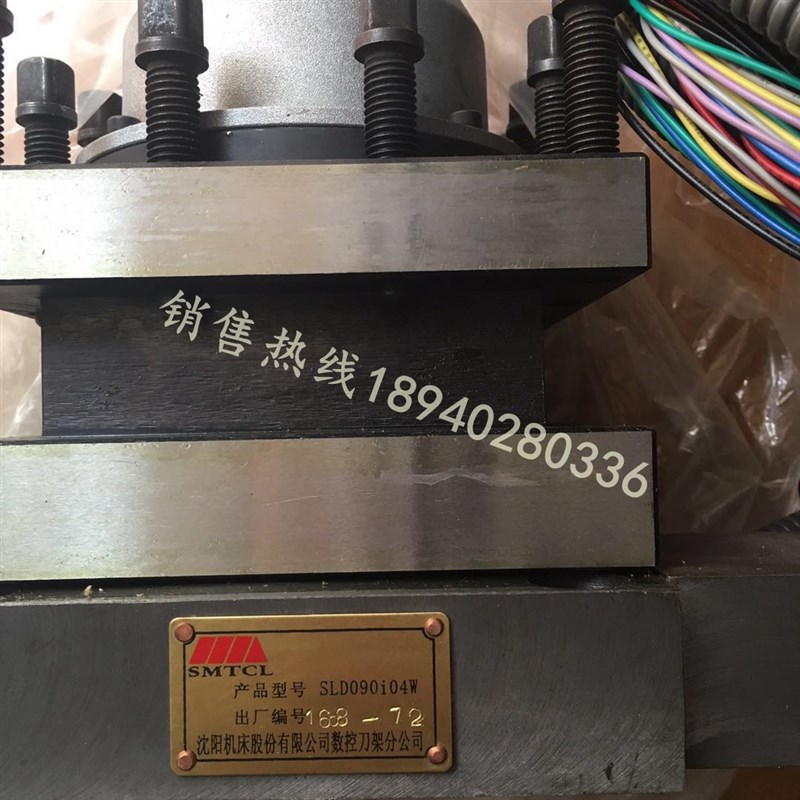 销售热线18940280336
SMTCL
产品型号 SLD090i04W
出厂编号168-72
沈阳机床股份有限公司数控刀架分公司